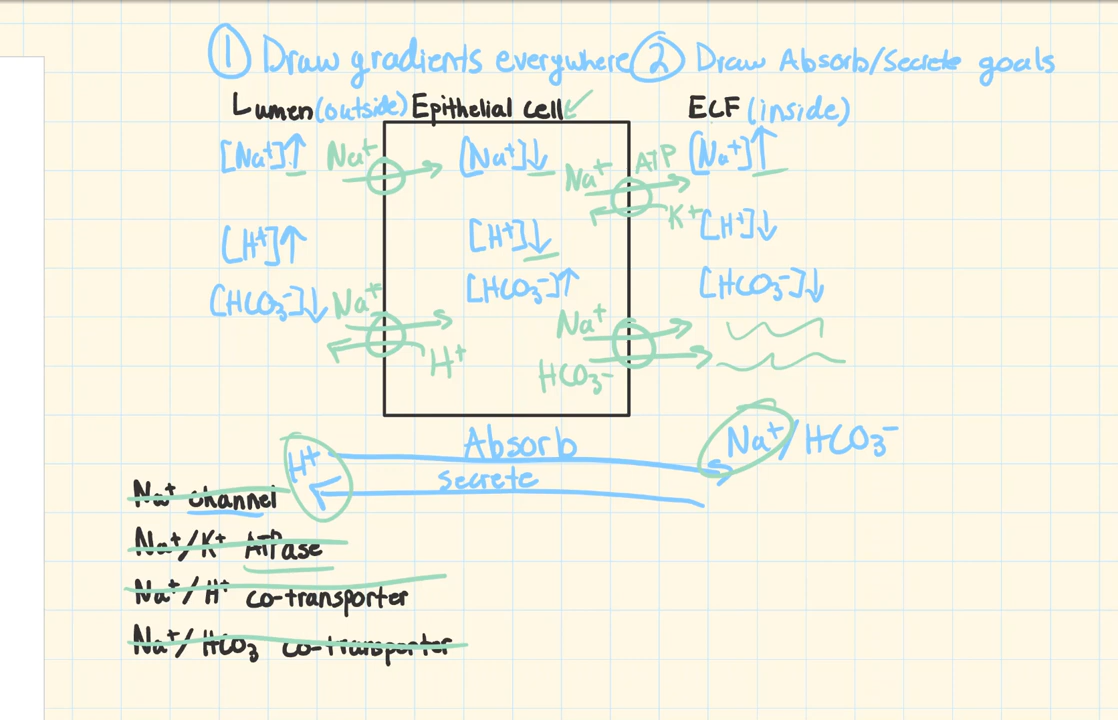 ① Draw gradients everywhere ② Draw Absorb/Secrete goals
Lumen (outside) Epithelial cell ECF (inside)
[Na⁺]↑ Na⁺ [Na⁺]↓ Na⁺ ATP [Na⁺]↑
K⁺
[H⁺]↑ [H⁺]↓ [H⁺]↓
[HCO₃⁻]↓ [HCO₃⁻]↑ [HCO₃⁻]↓
Na⁺ Na⁺
H⁺ HCO₃⁻
Absorb Na⁺/HCO₃⁻
H⁺ secrete
Na⁺ channel
Na⁺/K⁺ ATPase
Na⁺/H⁺ co-transporter
Na⁺/HCO₃ co-transporter